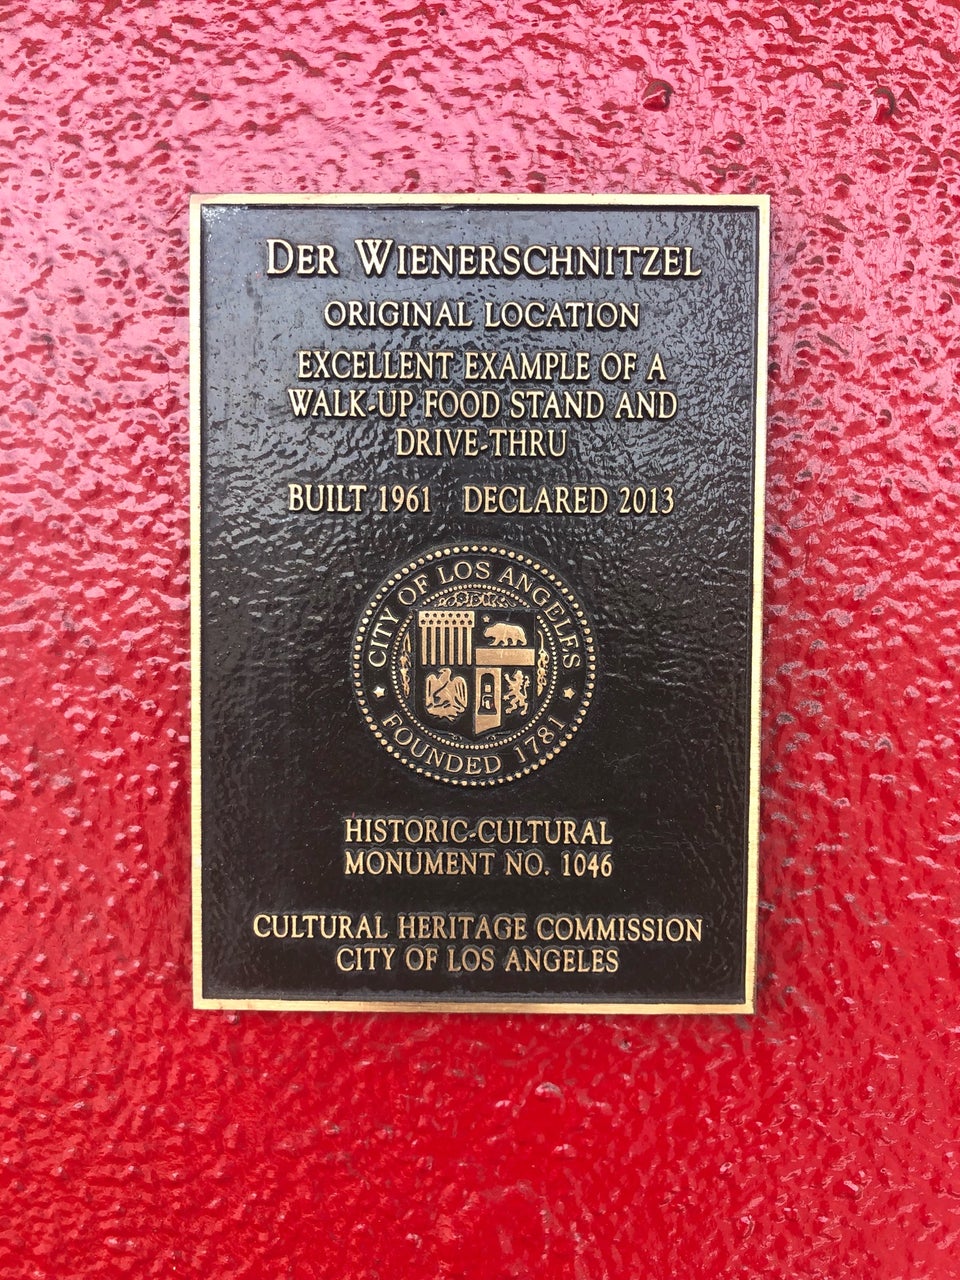 DER WIENERSCHNITZEL
ORIGINAL LOCATION
EXCELLENT EXAMPLE OF A
WALK-UP FOOD STAND AND
DRIVE-THRU
BUILT 1961 DECLARED 2013
CITY OF LOS ANGELES
FOUNDED 1781
HISTORIC-CULTURAL
MONUMENT NO. 1046
CULTURAL HERITAGE COMMISSION
CITY OF LOS ANGELES